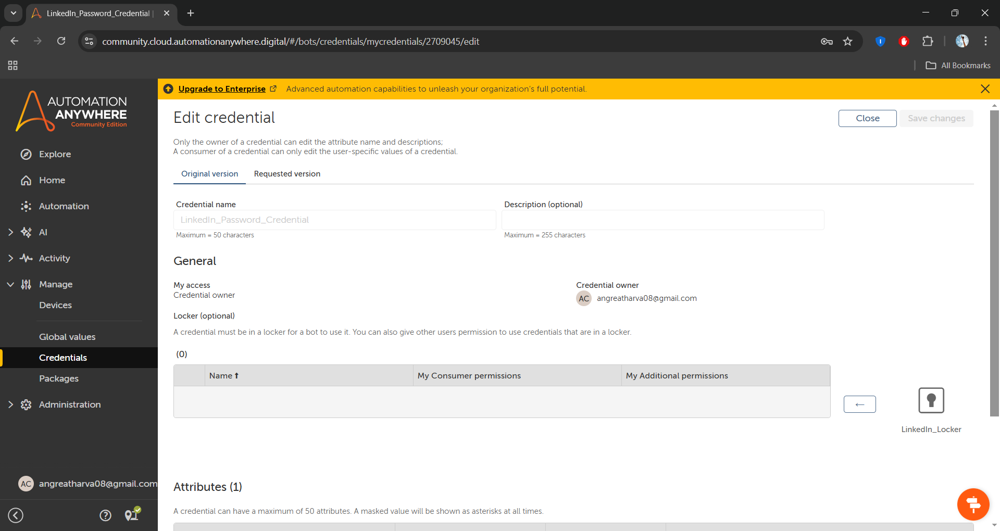 LinkedIn_Password_Credential |
community.cloud.automationanywhere.digital/#/bots/credentials/mycredentials/2709045/edit
All Bookmarks
AUTOMATION
ANYWHERE
Community Edition
Explore
Home
Automation
AI
Activity
Manage
Devices
Global values
Credentials
Packages
Administration
AC angreatharva08@gmail.com
Upgrade to Enterprise Advanced automation capabilities to unleash your organization's full potential.
Edit credential
Close
Save changes
Only the owner of a credential can edit the attribute name and descriptions;
A consumer of a credential can only edit the user-specific values of a credential.
Original version Requested version
Credential name
LinkedIn_Password_Credential
Maximum = 50 characters
Description (optional)
Maximum = 255 characters
General
My access
Credential owner
Credential owner
AC angreatharva08@gmail.com
Locker (optional)
A credential must be in a locker for a bot to use it. You can also give other users permission to use credentials that are in a locker.
(0)
Name My Consumer permissions My Additional permissions
LinkedIn_Locker
Attributes (1)
A credential can have a maximum of 50 attributes. A masked value will be shown as asterisks at all times.